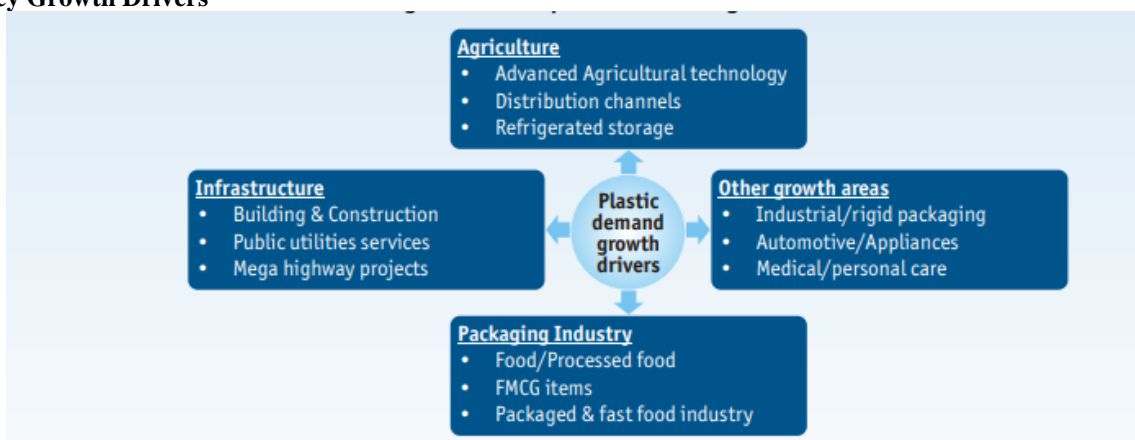 Growth Drivers
Agriculture
• Advanced Agricultural technology
• Distribution channels
• Refrigerated storage
Infrastructure
• Building & Construction
• Public utilities services
• Mega highway projects
Plastic
demand
growth
drivers
Other growth areas
• Industrial/rigid packaging
• Automotive/Appliances
• Medical/personal care
Packaging Industry
• Food/Processed food
• FMCG items
• Packaged & fast food industry